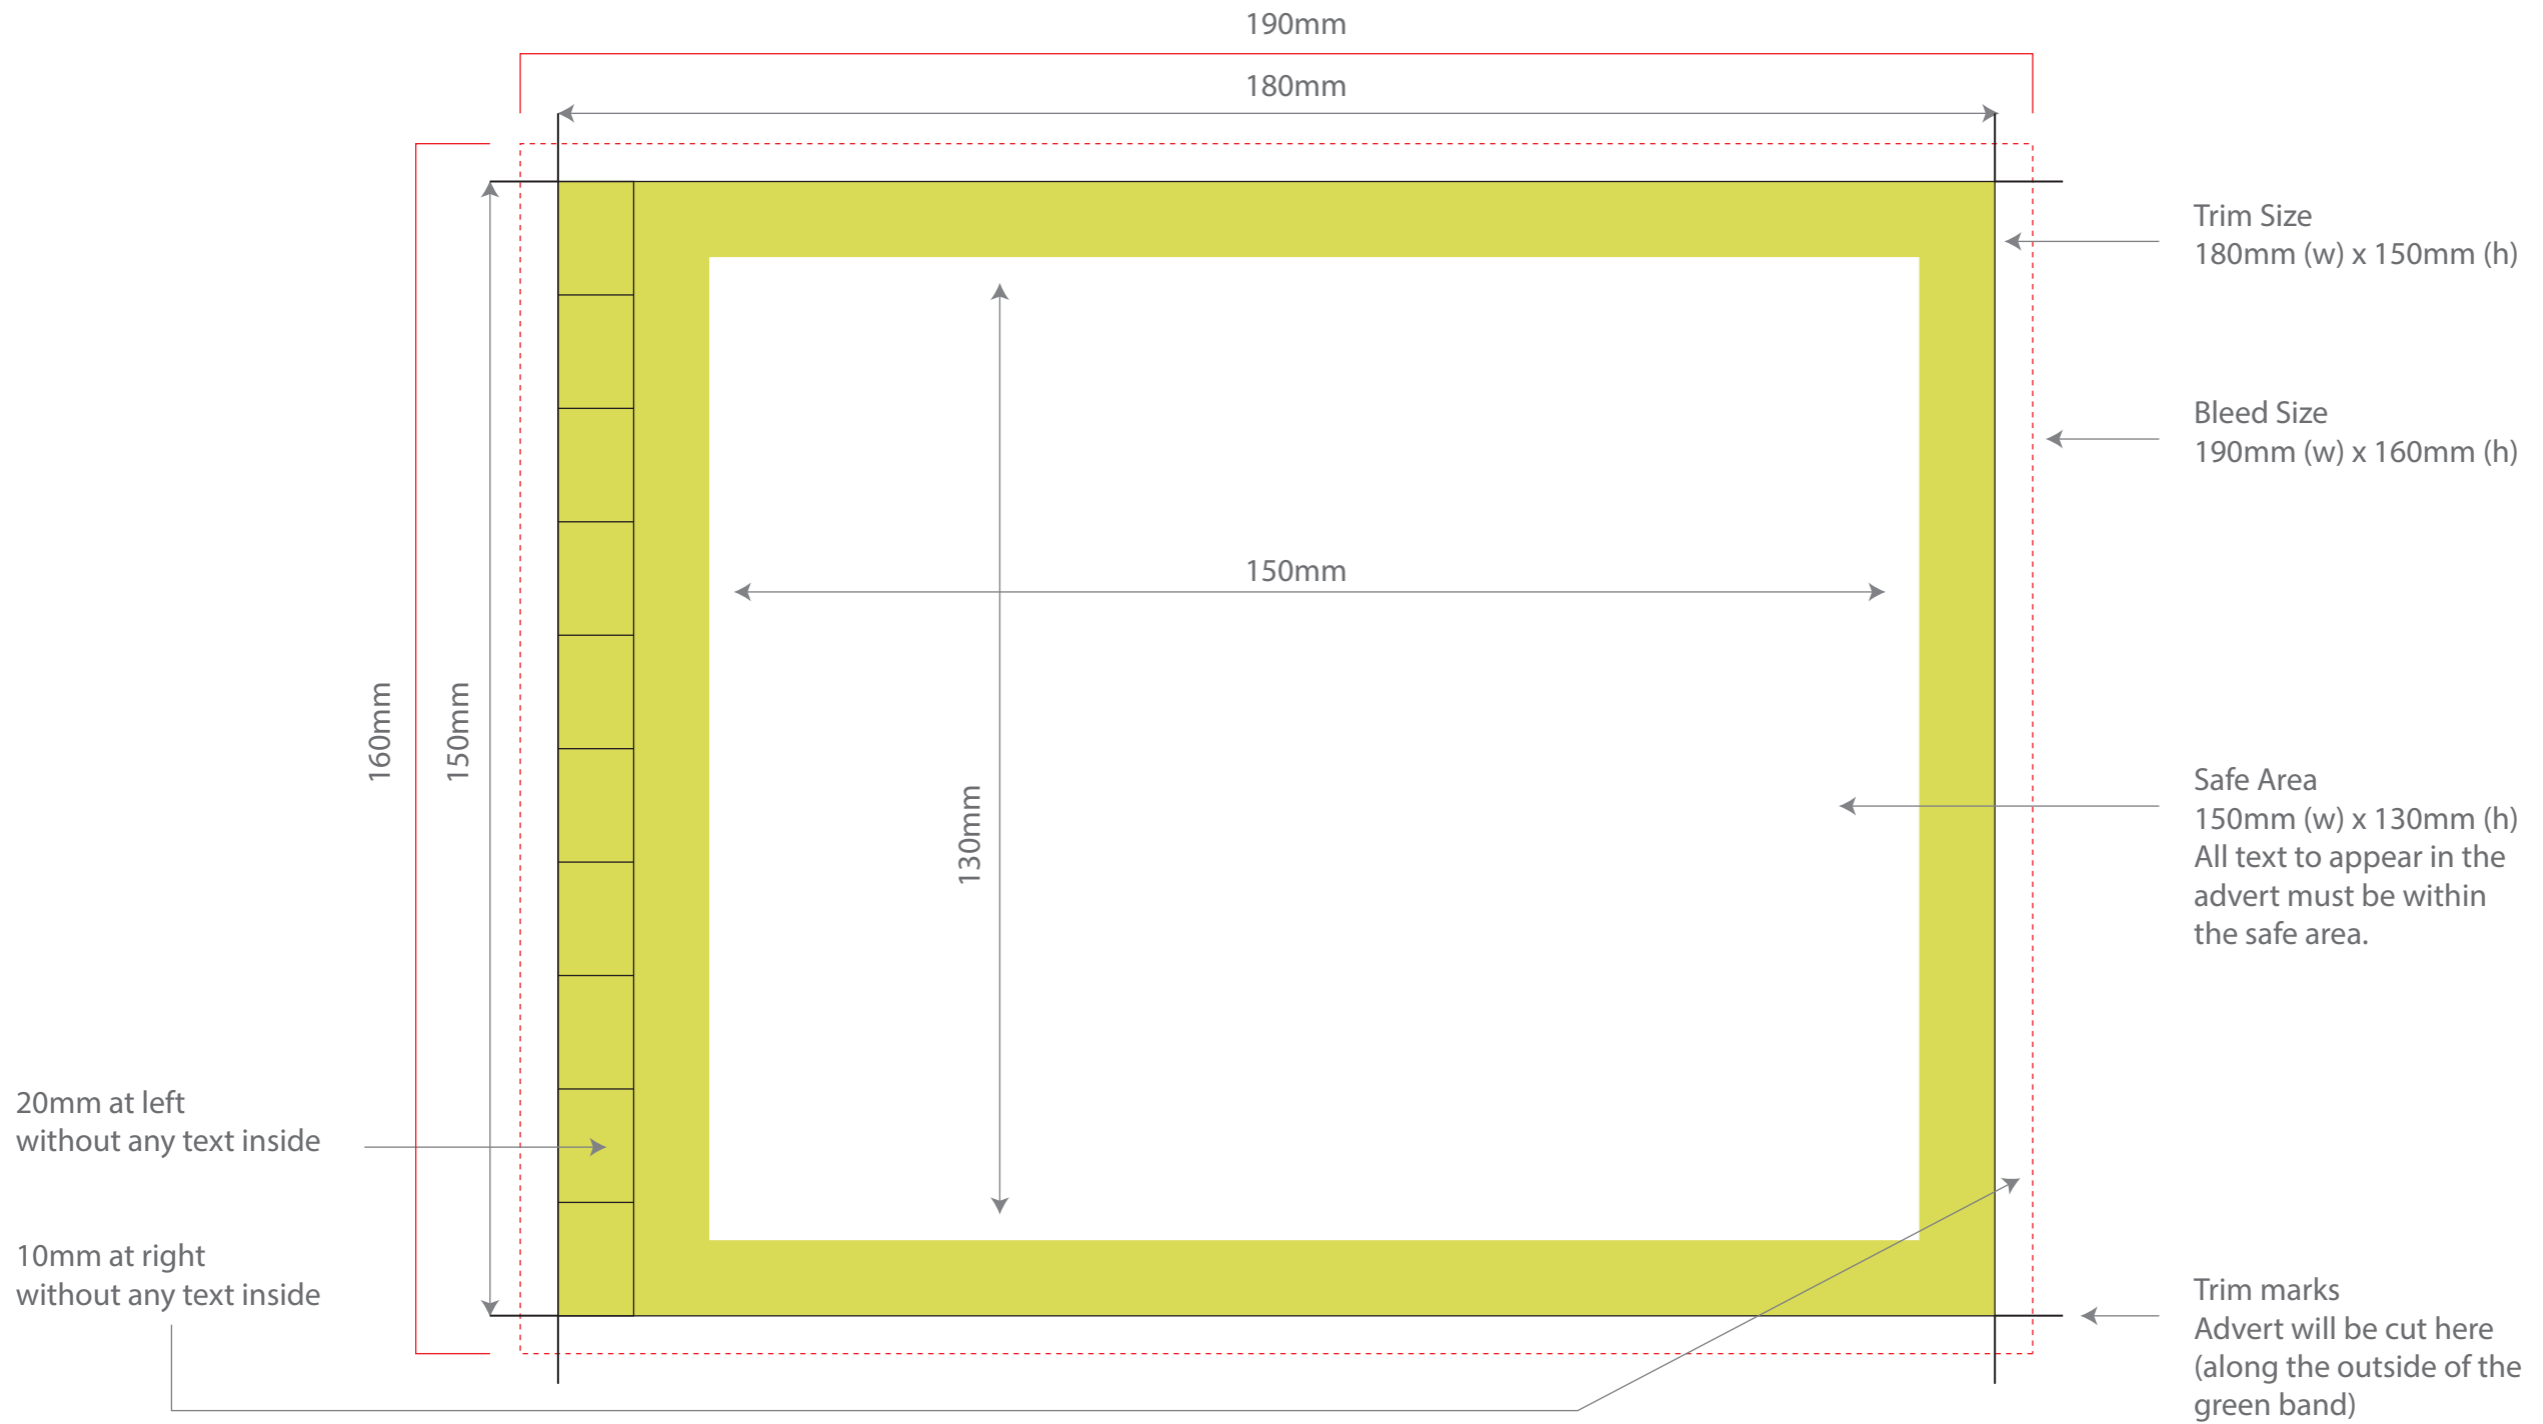 190mm
180mm
Trim Size
180mm (w) x 150mm (h)
Bleed Size
190mm (w) x 160mm (h)
150mm
160mm
150mm
130mm
Safe Area
150mm (w) x 130mm (h)
All text to appear in the
advert must be within
the safe area.
20mm at left
without any text inside
10mm at right
without any text inside
Trim marks
Advert will be cut here
(along the outside of the
green band)